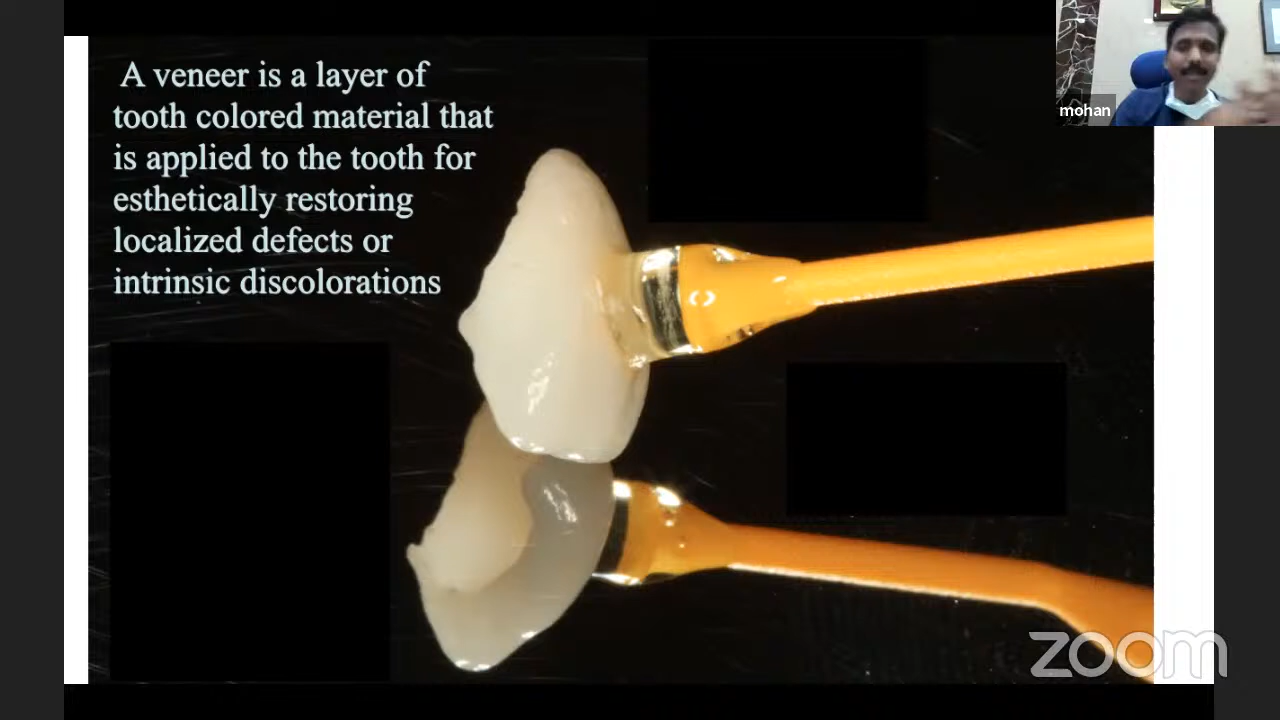 A veneer is a layer of
tooth colored material that
is applied to the tooth for
esthetically restoring
localized defects or
intrinsic discolorations
mohan
zoom